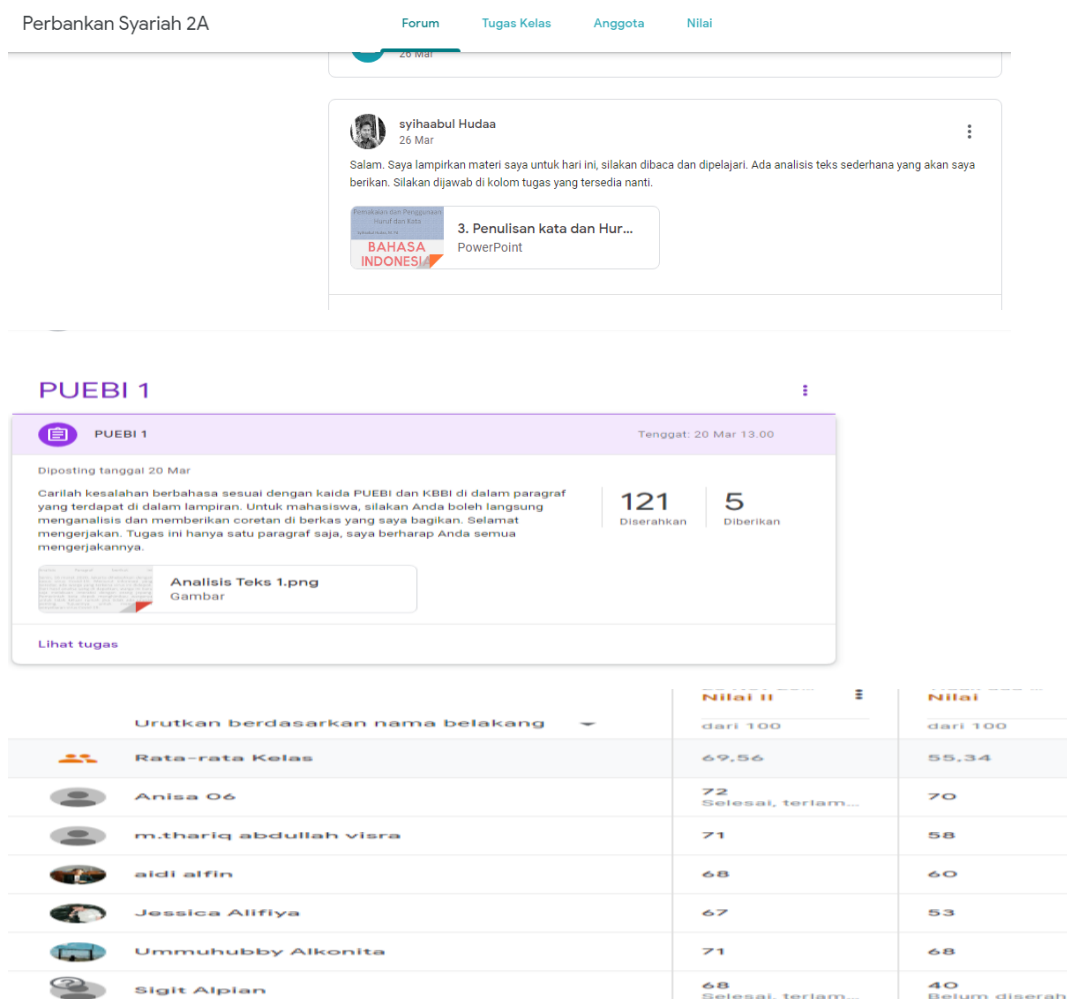 Perbankan Syariah 2A
Forum Tugas Kelas Anggota Nilai
26 Mar
syihaabul Hudaa
26 Mar
Salam. Saya lampirkan materi saya untuk hari ini, silakan dibaca dan dipelajari. Ada analisis teks sederhana yang akan saya
berikan. Silakan dijawab di kolom tugas yang tersedia nanti.
Pemakaian dan Penggunaan
Huruf dan Kata
BAHASA
INDONESIA
3. Penulisan kata dan Hur...
PowerPoint
PUEBI 1
PUEBI 1 Tenggat: 20 Mar 13.00
Diposting tanggal 20 Mar
Carilah kesalahan berbahasa sesuai dengan kaida PUEBI dan KBBI di dalam paragraf
yang terdapat di dalam lampiran. Untuk mahasiswa, silakan Anda boleh langsung
menganalisis dan memberikan coretan di berkas yang saya bagikan. Selamat
mengerjakan. Tugas ini hanya satu paragraf saja, saya berharap Anda semua
mengerjakannya.
121 5
Diserahkan Diberikan
Analisis Teks 1.png
Gambar
Lihat tugas
Nilai II Nilai
Urutkan berdasarkan nama belakang dari 100 dari 100
Rata-rata Kelas 69,56 55,34
Anisa 06 72 70
Selesai, terlam...
m.thariq abdullah visra 71 58
aidi alfin 68 60
Jessica Alifiya 67 53
Ummuhubby Alkonita 71 68
Sigit Alpian 68 40
Selesai, terlam... Belum diserah